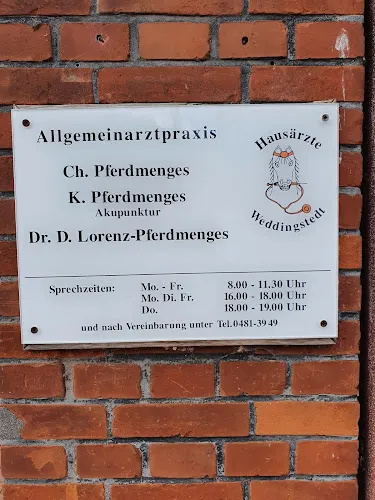 Allgemeinarztpraxis
Hausärzte
Weddingstedt
Ch. Pferdmenges
K. Pferdmenges
Akupunktur
Dr. D. Lorenz-Pferdmenges
Sprechzeiten: Mo. - Fr. 8.00 - 11.30 Uhr
Mo. Di. Fr. 16.00 - 18.00 Uhr
Do. 18.00 - 19.00 Uhr
und nach Vereinbarung unter Tel.0481-39 49